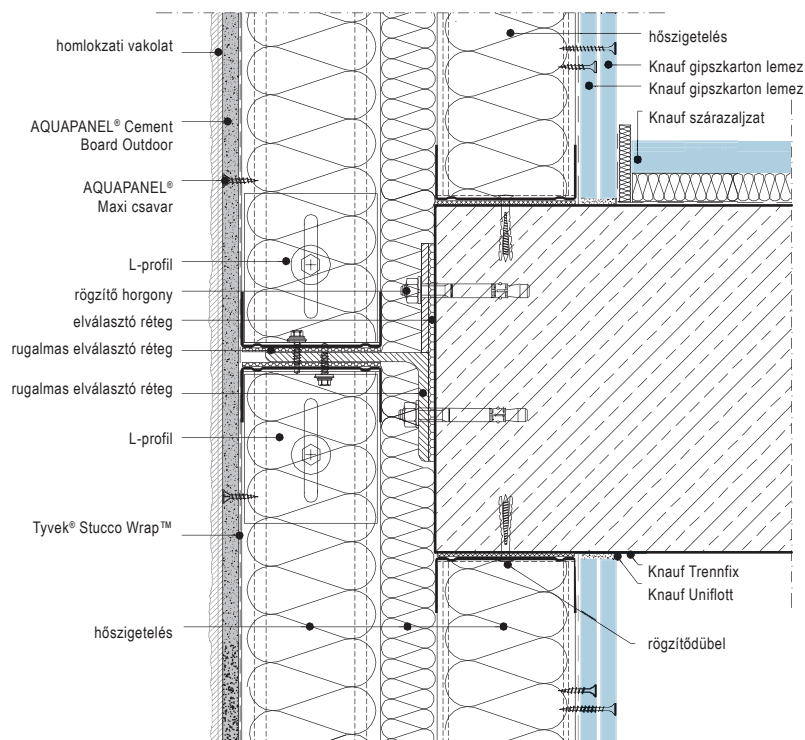 homlokzati vakolat
AQUAPANEL® Cement
Board Outdoor
AQUAPANEL®
Maxi csavar
L-profil
rögzítő horgony
elválasztó réteg
rugalmas elválasztó réteg
rugalmas elválasztó réteg
L-profil
Tyvek® Stucco Wrap™
hőszigetelés
hőszigetelés
Knauf gipszkarton lemez
Knauf gipszkarton lemez
Knauf szárazaljzat
Knauf Trennfix
Knauf Uniflott
rögzítődübel